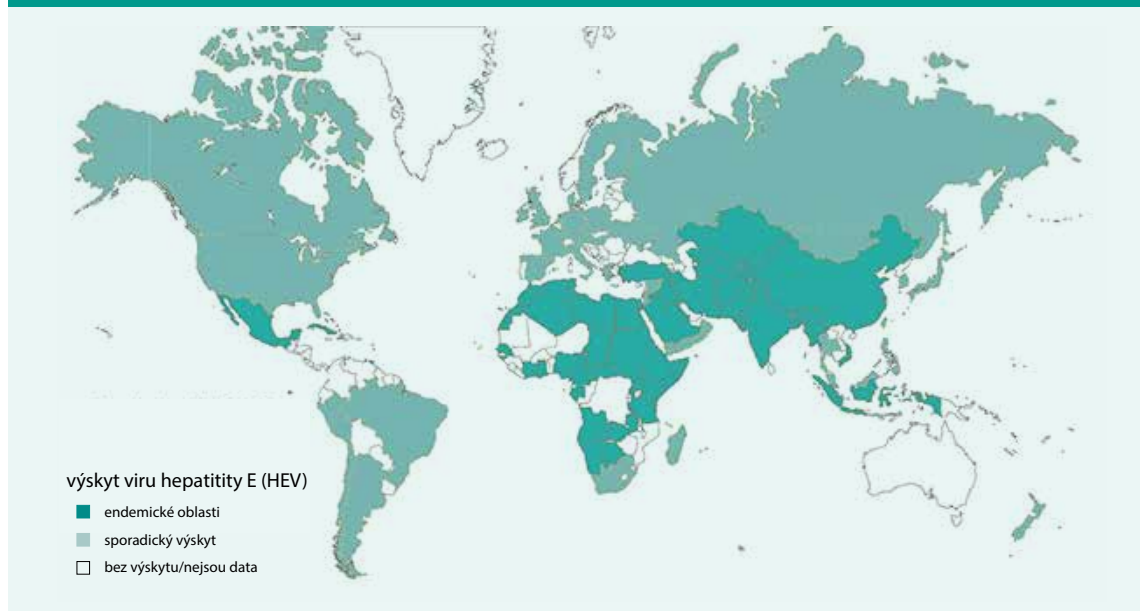 výskyt viru hepatitity E (HEV)
endemické oblasti
sporadický výskyt
bez výskytu/nejsou data